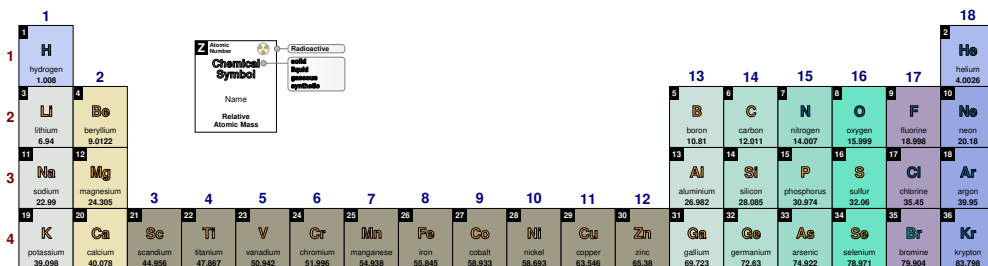 1
18
1
1
H
hydrogen
1.008
Z Atomic Number
Radioactive
Chemical Symbol
solid
liquid
gaseous
synthetic
Name
Relative Atomic Mass
2
He
helium
4.0026
2
13 14 15 16 17
2
3 4 5 6 7 8 9 10
Li Be B C N O F Ne
lithium beryllium boron carbon nitrogen oxygen fluorine neon
6.94 9.0122 10.81 12.011 14.007 15.999 18.998 20.18
3
11 12 13 14 15 16 17 18
Na Mg Al Si P S Cl Ar
sodium magnesium aluminium silicon phosphorus sulfur chlorine argon
22.99 24.305 26.982 28.085 30.974 32.06 35.45 39.95
3 4 5 6 7 8 9 10 11 12
4
19 20 21 22 23 24 25 26 27 28 29 30 31 32 33 34 35 36
K Ca Sc Ti V Cr Mn Fe Co Ni Cu Zn Ga Ge As Se Br Kr
potassium calcium scandium titanium vanadium chromium manganese iron cobalt nickel copper zinc gallium germanium arsenic selenium bromine krypton
39.098 40.078 44.956 47.867 50.942 51.996 54.938 55.845 58.933 58.693 63.546 65.38 69.723 72.63 74.922 78.971 79.904 83.798